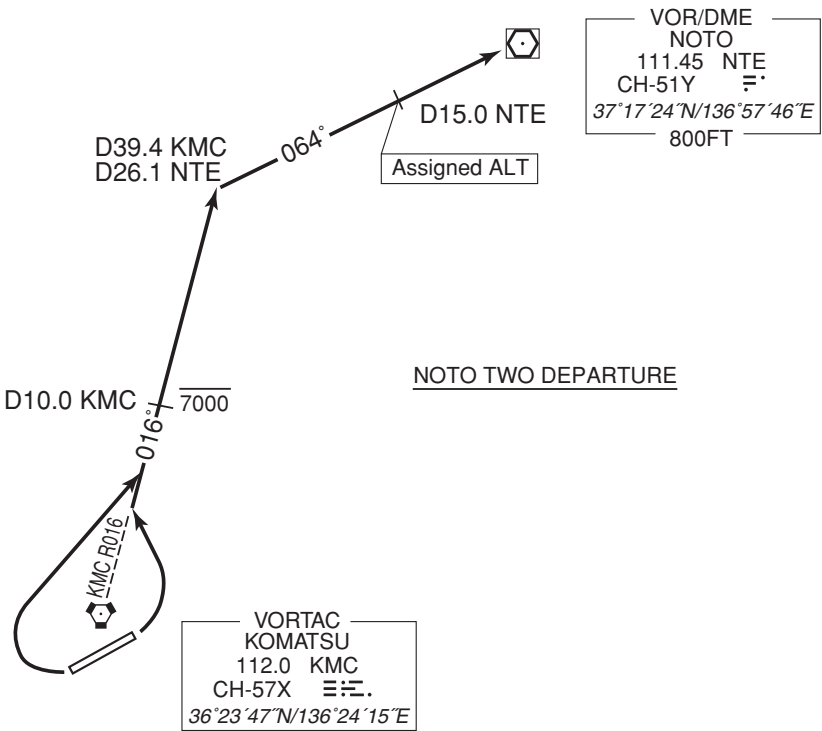 VOR/DME
NOTO
111.45 NTE
CH-51Y
37°17´24˝N/136°57´46˝E
800FT
D15.0 NTE
064°
D39.4 KMC
D26.1 NTE
Assigned ALT
NOTO TWO DEPARTURE
D10.0 KMC
7000
016°
KMC R016
VORTAC
KOMATSU
112.0 KMC
CH-57X
36°23´47˝N/136°24´15˝E